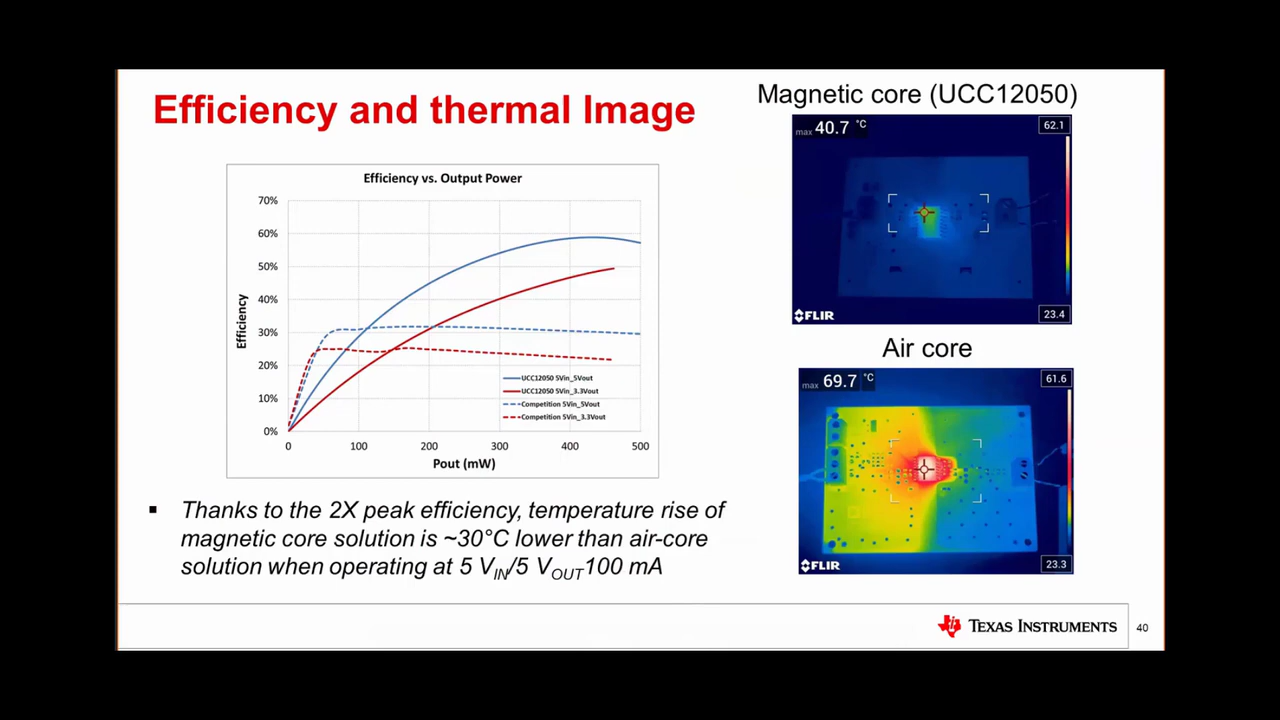 Efficiency and thermal Image
Efficiency vs. Output Power
70%
60%
50%
40%
30%
20%
10%
0%
Efficiency
0 100 200 300 400 500
Pout (mW)
UCC12050 5Vin_5Vout
UCC12050 5Vin_3.3Vout
Competition 5Vin_5Vout
Competition 5Vin_3.3Vout
▪ Thanks to the 2X peak efficiency, temperature rise of
magnetic core solution is ~30°C lower than air-core
solution when operating at 5 VIN/5 VOUT100 mA
Magnetic core (UCC12050)
max 40.7 °C
62.1
23.4
FLIR
Air core
max 69.7 °C
61.6
23.3
FLIR
TEXAS INSTRUMENTS
40